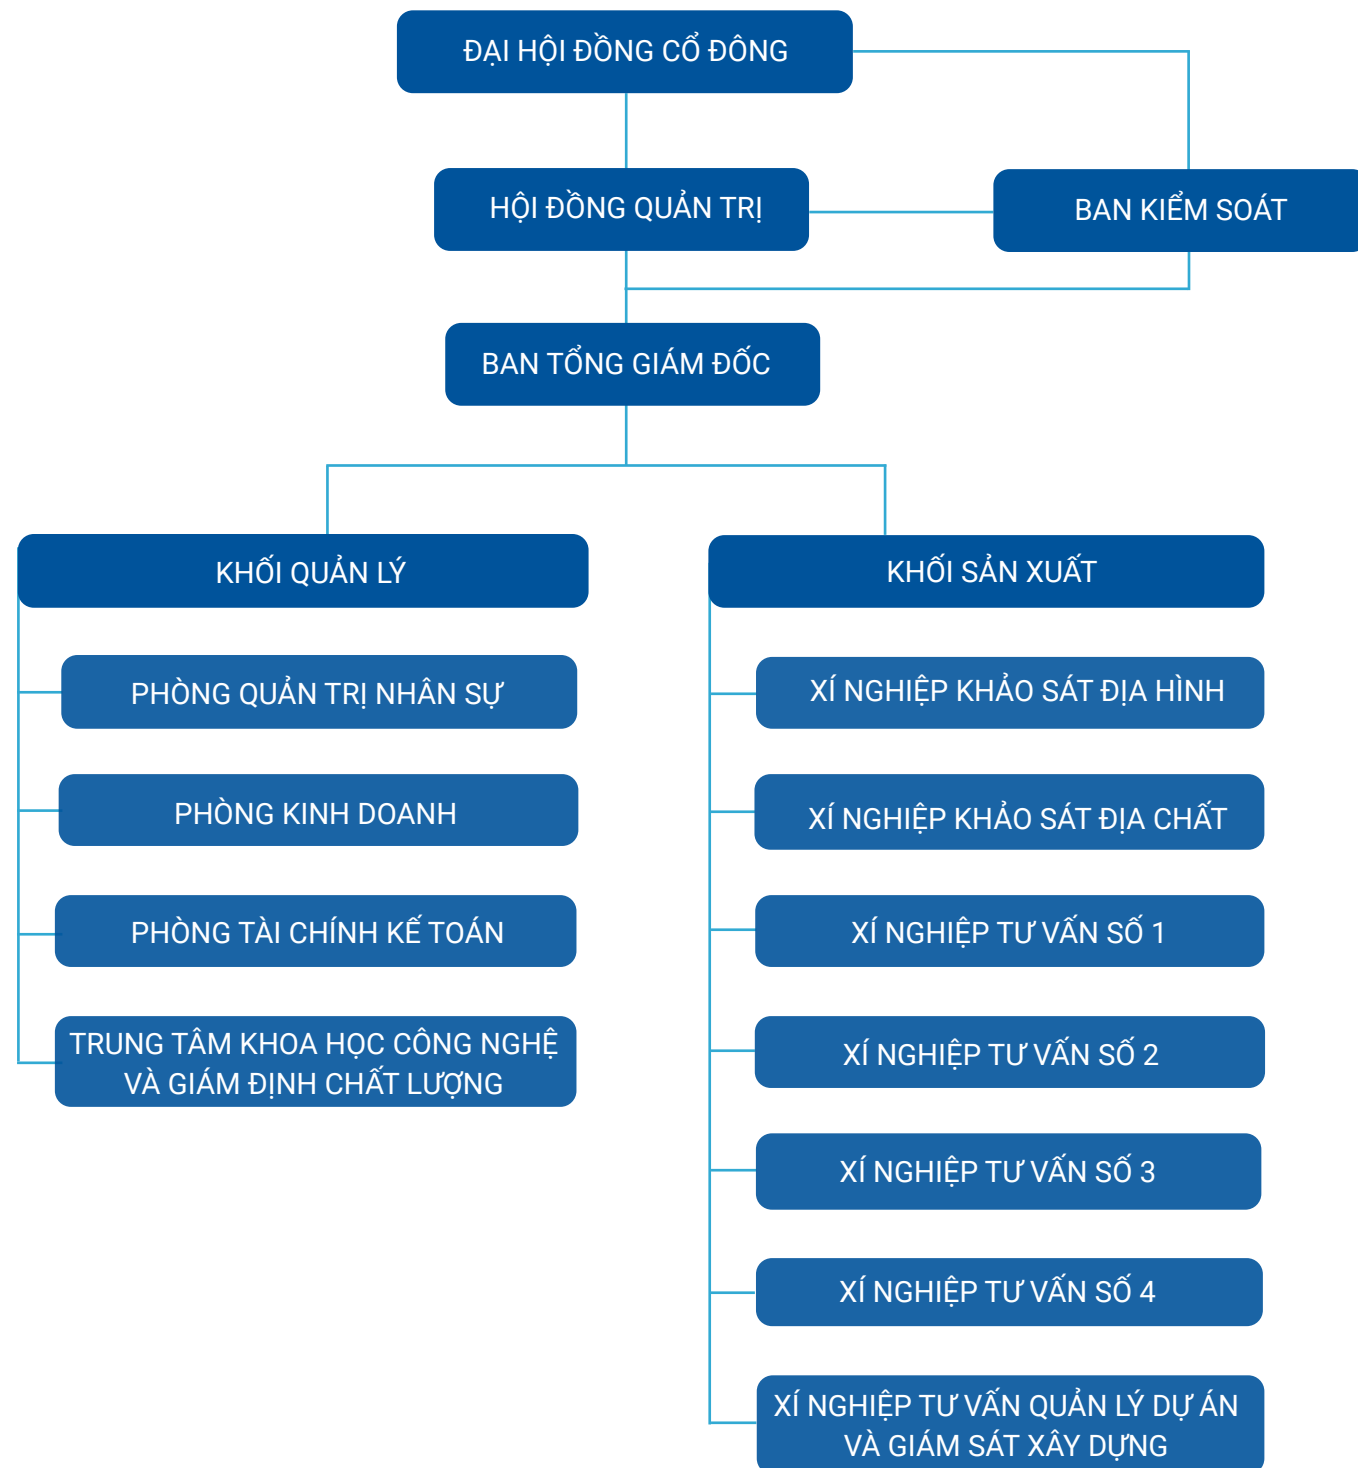 ĐẠI HỘI ĐỒNG CỔ ĐÔNG
HỘI ĐỒNG QUẢN TRỊ
BAN KIỂM SOÁT
BAN TỔNG GIÁM ĐỐC
KHỐI QUẢN LÝ
PHÒNG QUẢN TRỊ NHÂN SỰ
PHÒNG KINH DOANH
PHÒNG TÀI CHÍNH KẾ TOÁN
TRUNG TÂM KHOA HỌC CÔNG NGHỆ
VÀ GIÁM ĐỊNH CHẤT LƯỢNG
KHỐI SẢN XUẤT
XÍ NGHIỆP KHẢO SÁT ĐỊA HÌNH
XÍ NGHIỆP KHẢO SÁT ĐỊA CHẤT
XÍ NGHIỆP TƯ VẤN SỐ 1
XÍ NGHIỆP TƯ VẤN SỐ 2
XÍ NGHIỆP TƯ VẤN SỐ 3
XÍ NGHIỆP TƯ VẤN SỐ 4
XÍ NGHIỆP TƯ VẤN QUẢN LÝ DỰ ÁN
VÀ GIÁM SÁT XÂY DỰNG